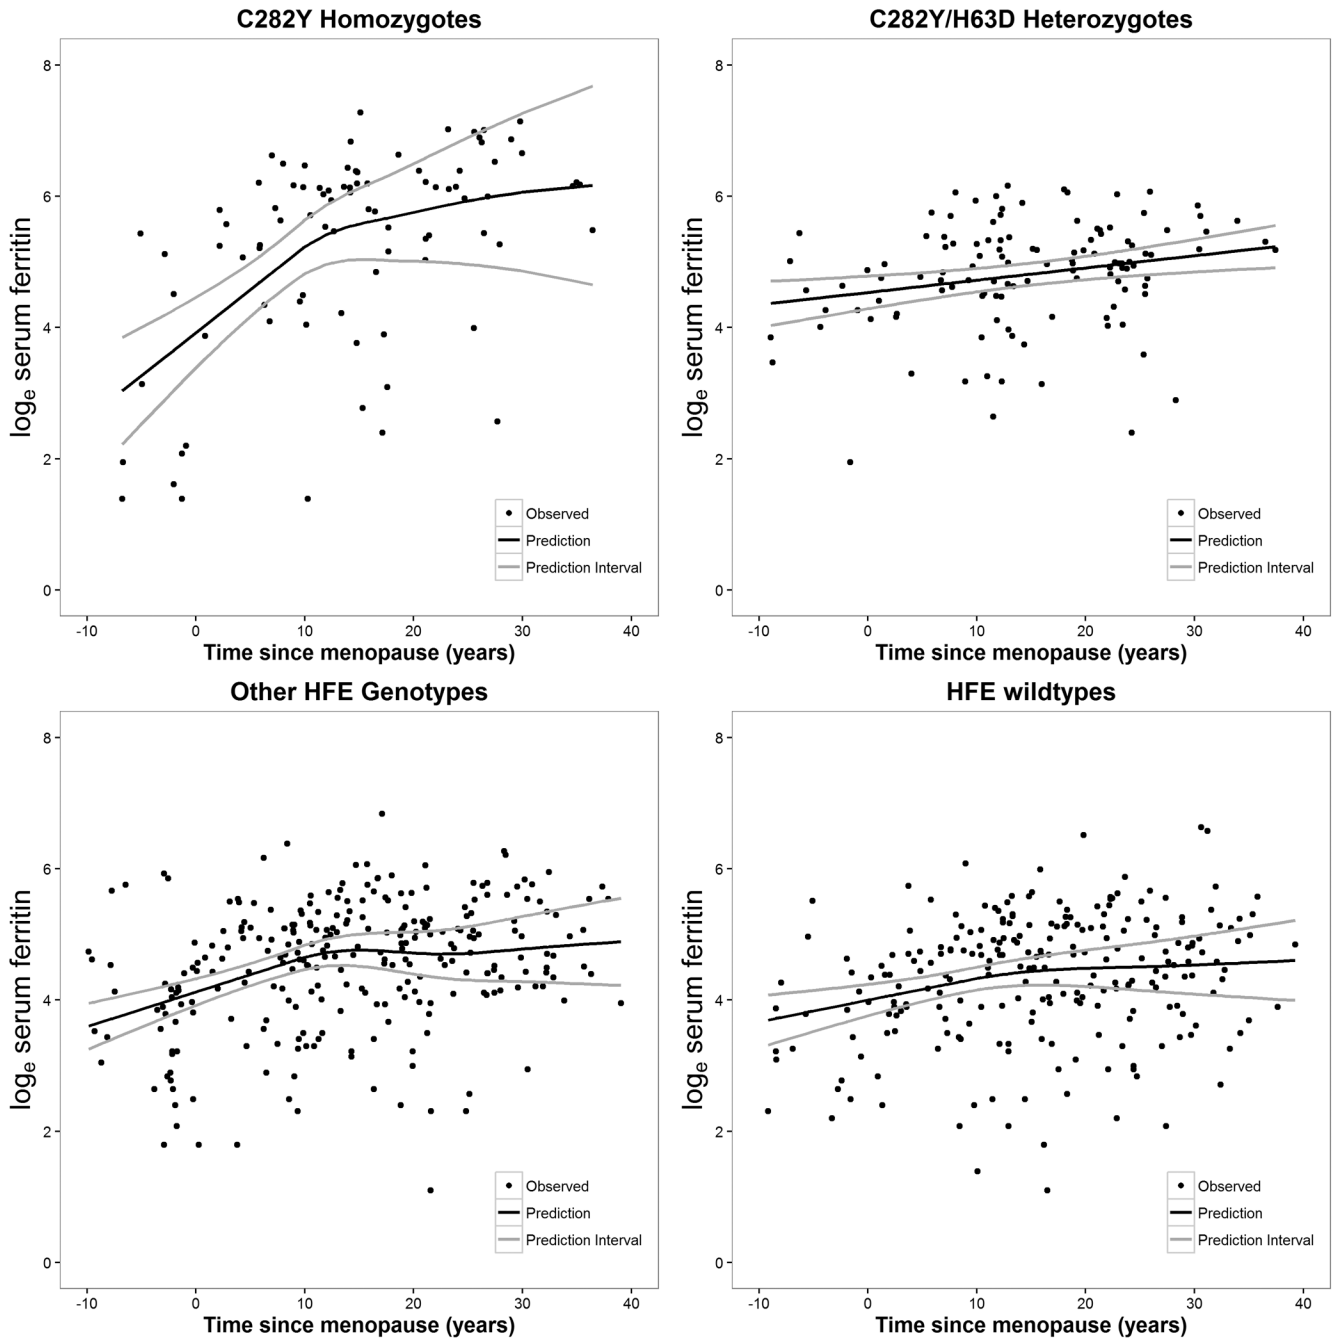 C282Y Homozygotes
8
6
4
2
0
logₑ serum ferritin
Observed
Prediction
Prediction Interval
-10 0 10 20 30 40
Time since menopause (years)
C282Y/H63D Heterozygotes
8
6
4
2
0
logₑ serum ferritin
Observed
Prediction
Prediction Interval
-10 0 10 20 30 40
Time since menopause (years)
Other HFE Genotypes
8
6
4
2
0
logₑ serum ferritin
Observed
Prediction
Prediction Interval
-10 0 10 20 30 40
Time since menopause (years)
HFE wildtypes
8
6
4
2
0
logₑ serum ferritin
Observed
Prediction
Prediction Interval
-10 0 10 20 30 40
Time since menopause (years)